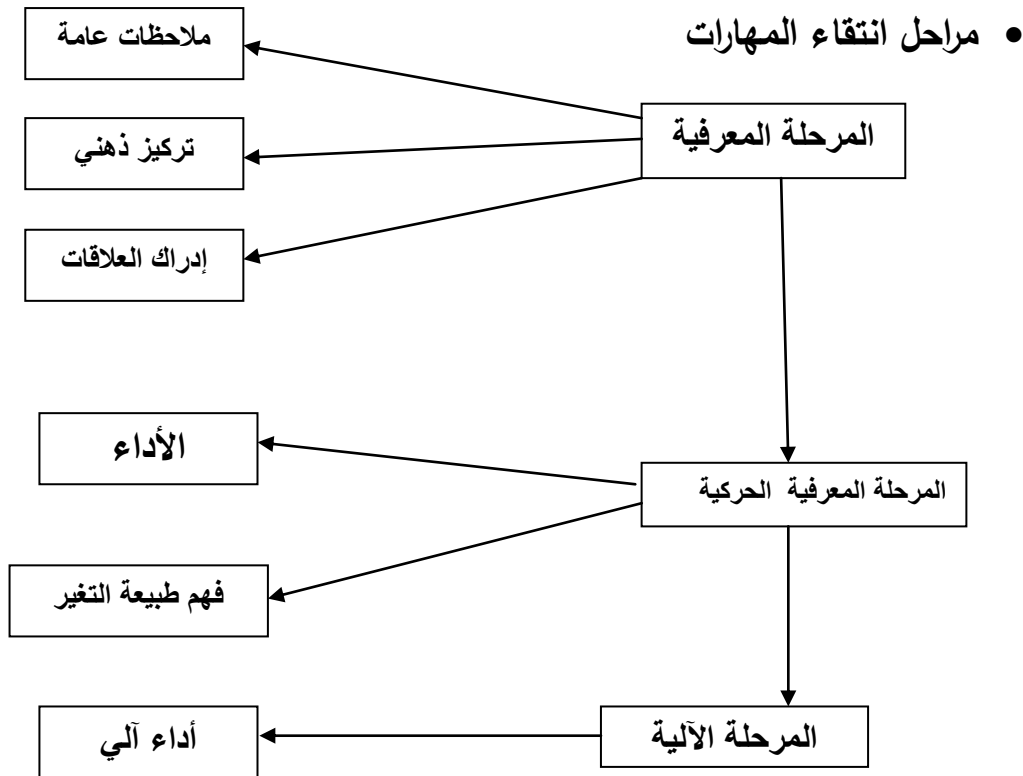 • مراحل انتقاء المهارات
ملاحظات عامة
المرحلة المعرفية
تركيز ذهني
إدراك العلاقات
الأداء
المرحلة المعرفية الحركية
فهم طبيعة التغير
المرحلة الآلية
أداء آلي